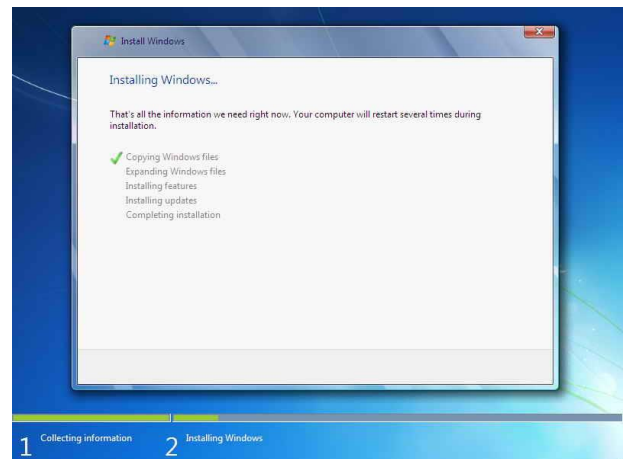 Install Windows
Installing Windows...
That's all the information we need right now. Your computer will restart several times during
installation.
Copying Windows files
Expanding Windows files
Installing features
Installing updates
Completing installation
1 Collecting information
2 Installing Windows